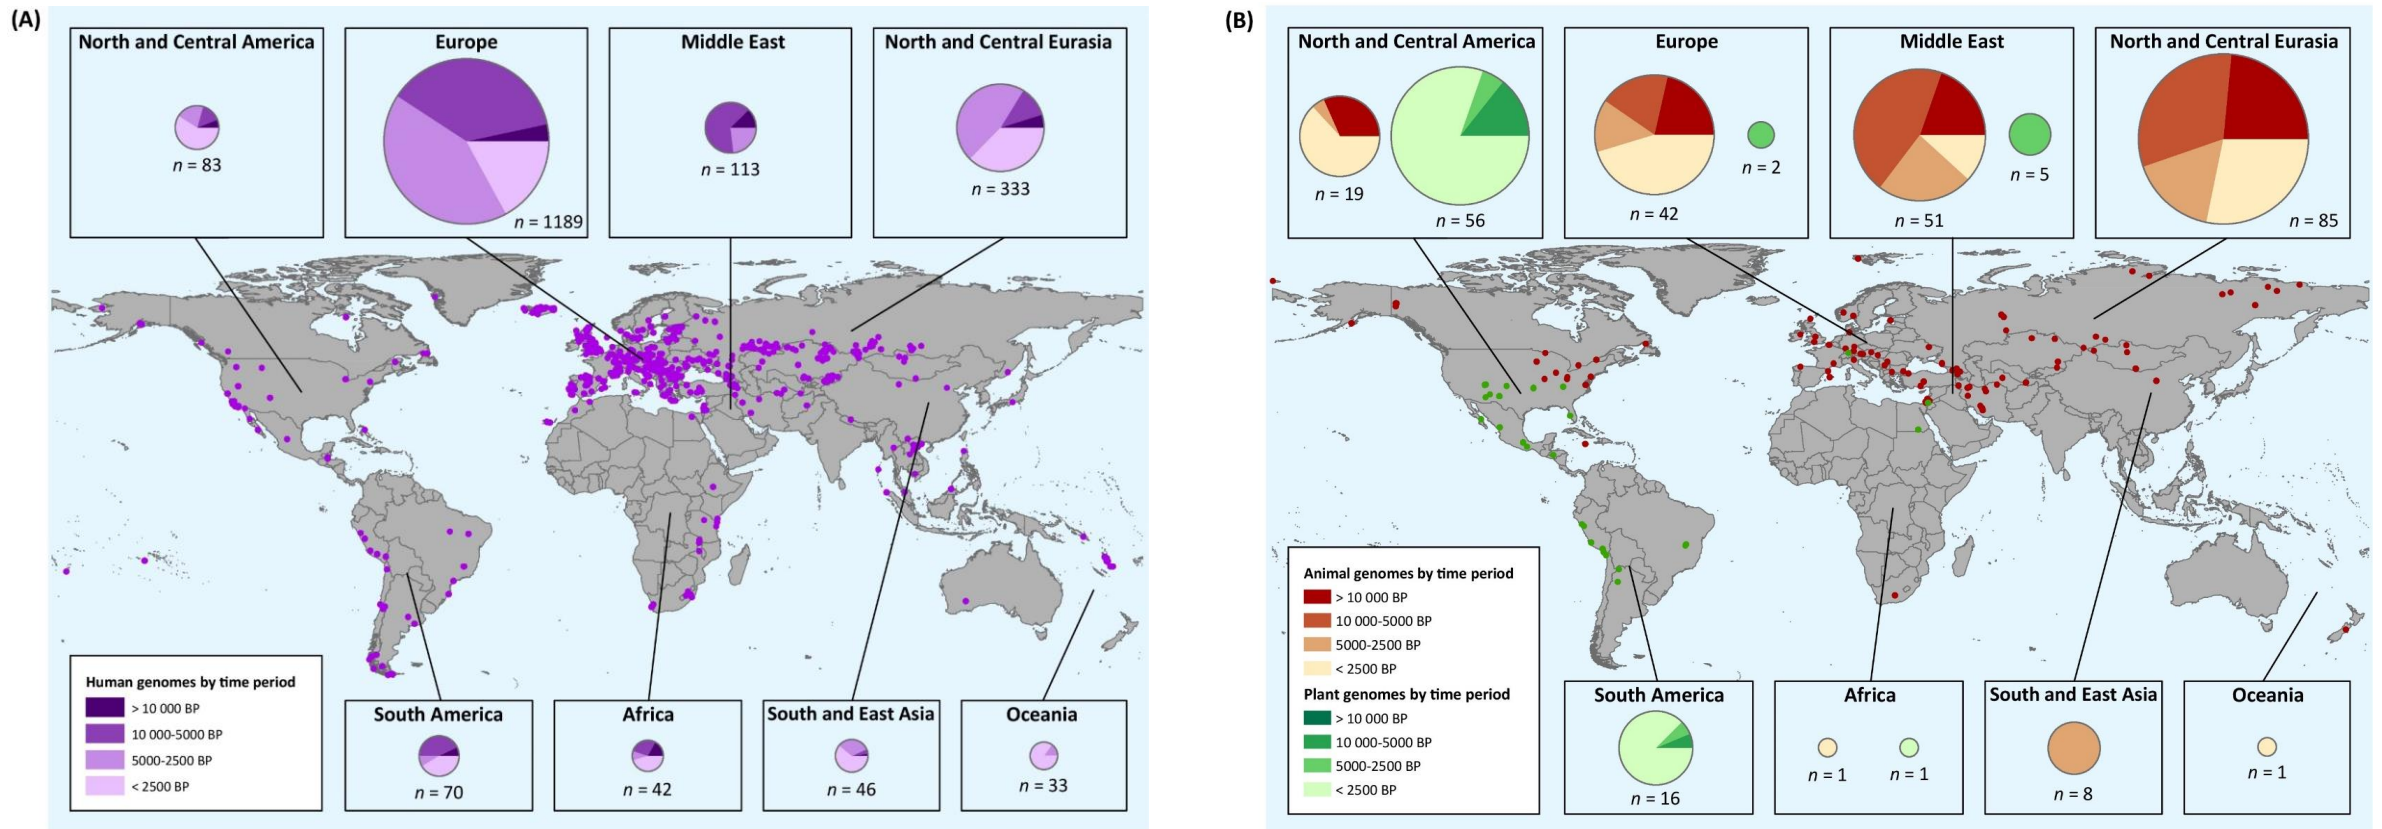 (A)
North and Central America
n = 83
Europe
n = 1189
Middle East
n = 113
North and Central Eurasia
n = 333
Human genomes by time period
> 10 000 BP
10 000-5000 BP
5000-2500 BP
< 2500 BP
South America
n = 70
Africa
n = 42
South and East Asia
n = 46
Oceania
n = 33
(B)
North and Central America
n = 19
n = 56
Europe
n = 42
n = 2
Middle East
n = 51
n = 5
North and Central Eurasia
n = 85
Animal genomes by time period
> 10 000 BP
10 000-5000 BP
5000-2500 BP
< 2500 BP
Plant genomes by time period
> 10 000 BP
10 000-5000 BP
5000-2500 BP
< 2500 BP
South America
n = 16
Africa
n = 1
n = 1
South and East Asia
n = 8
Oceania
n = 1